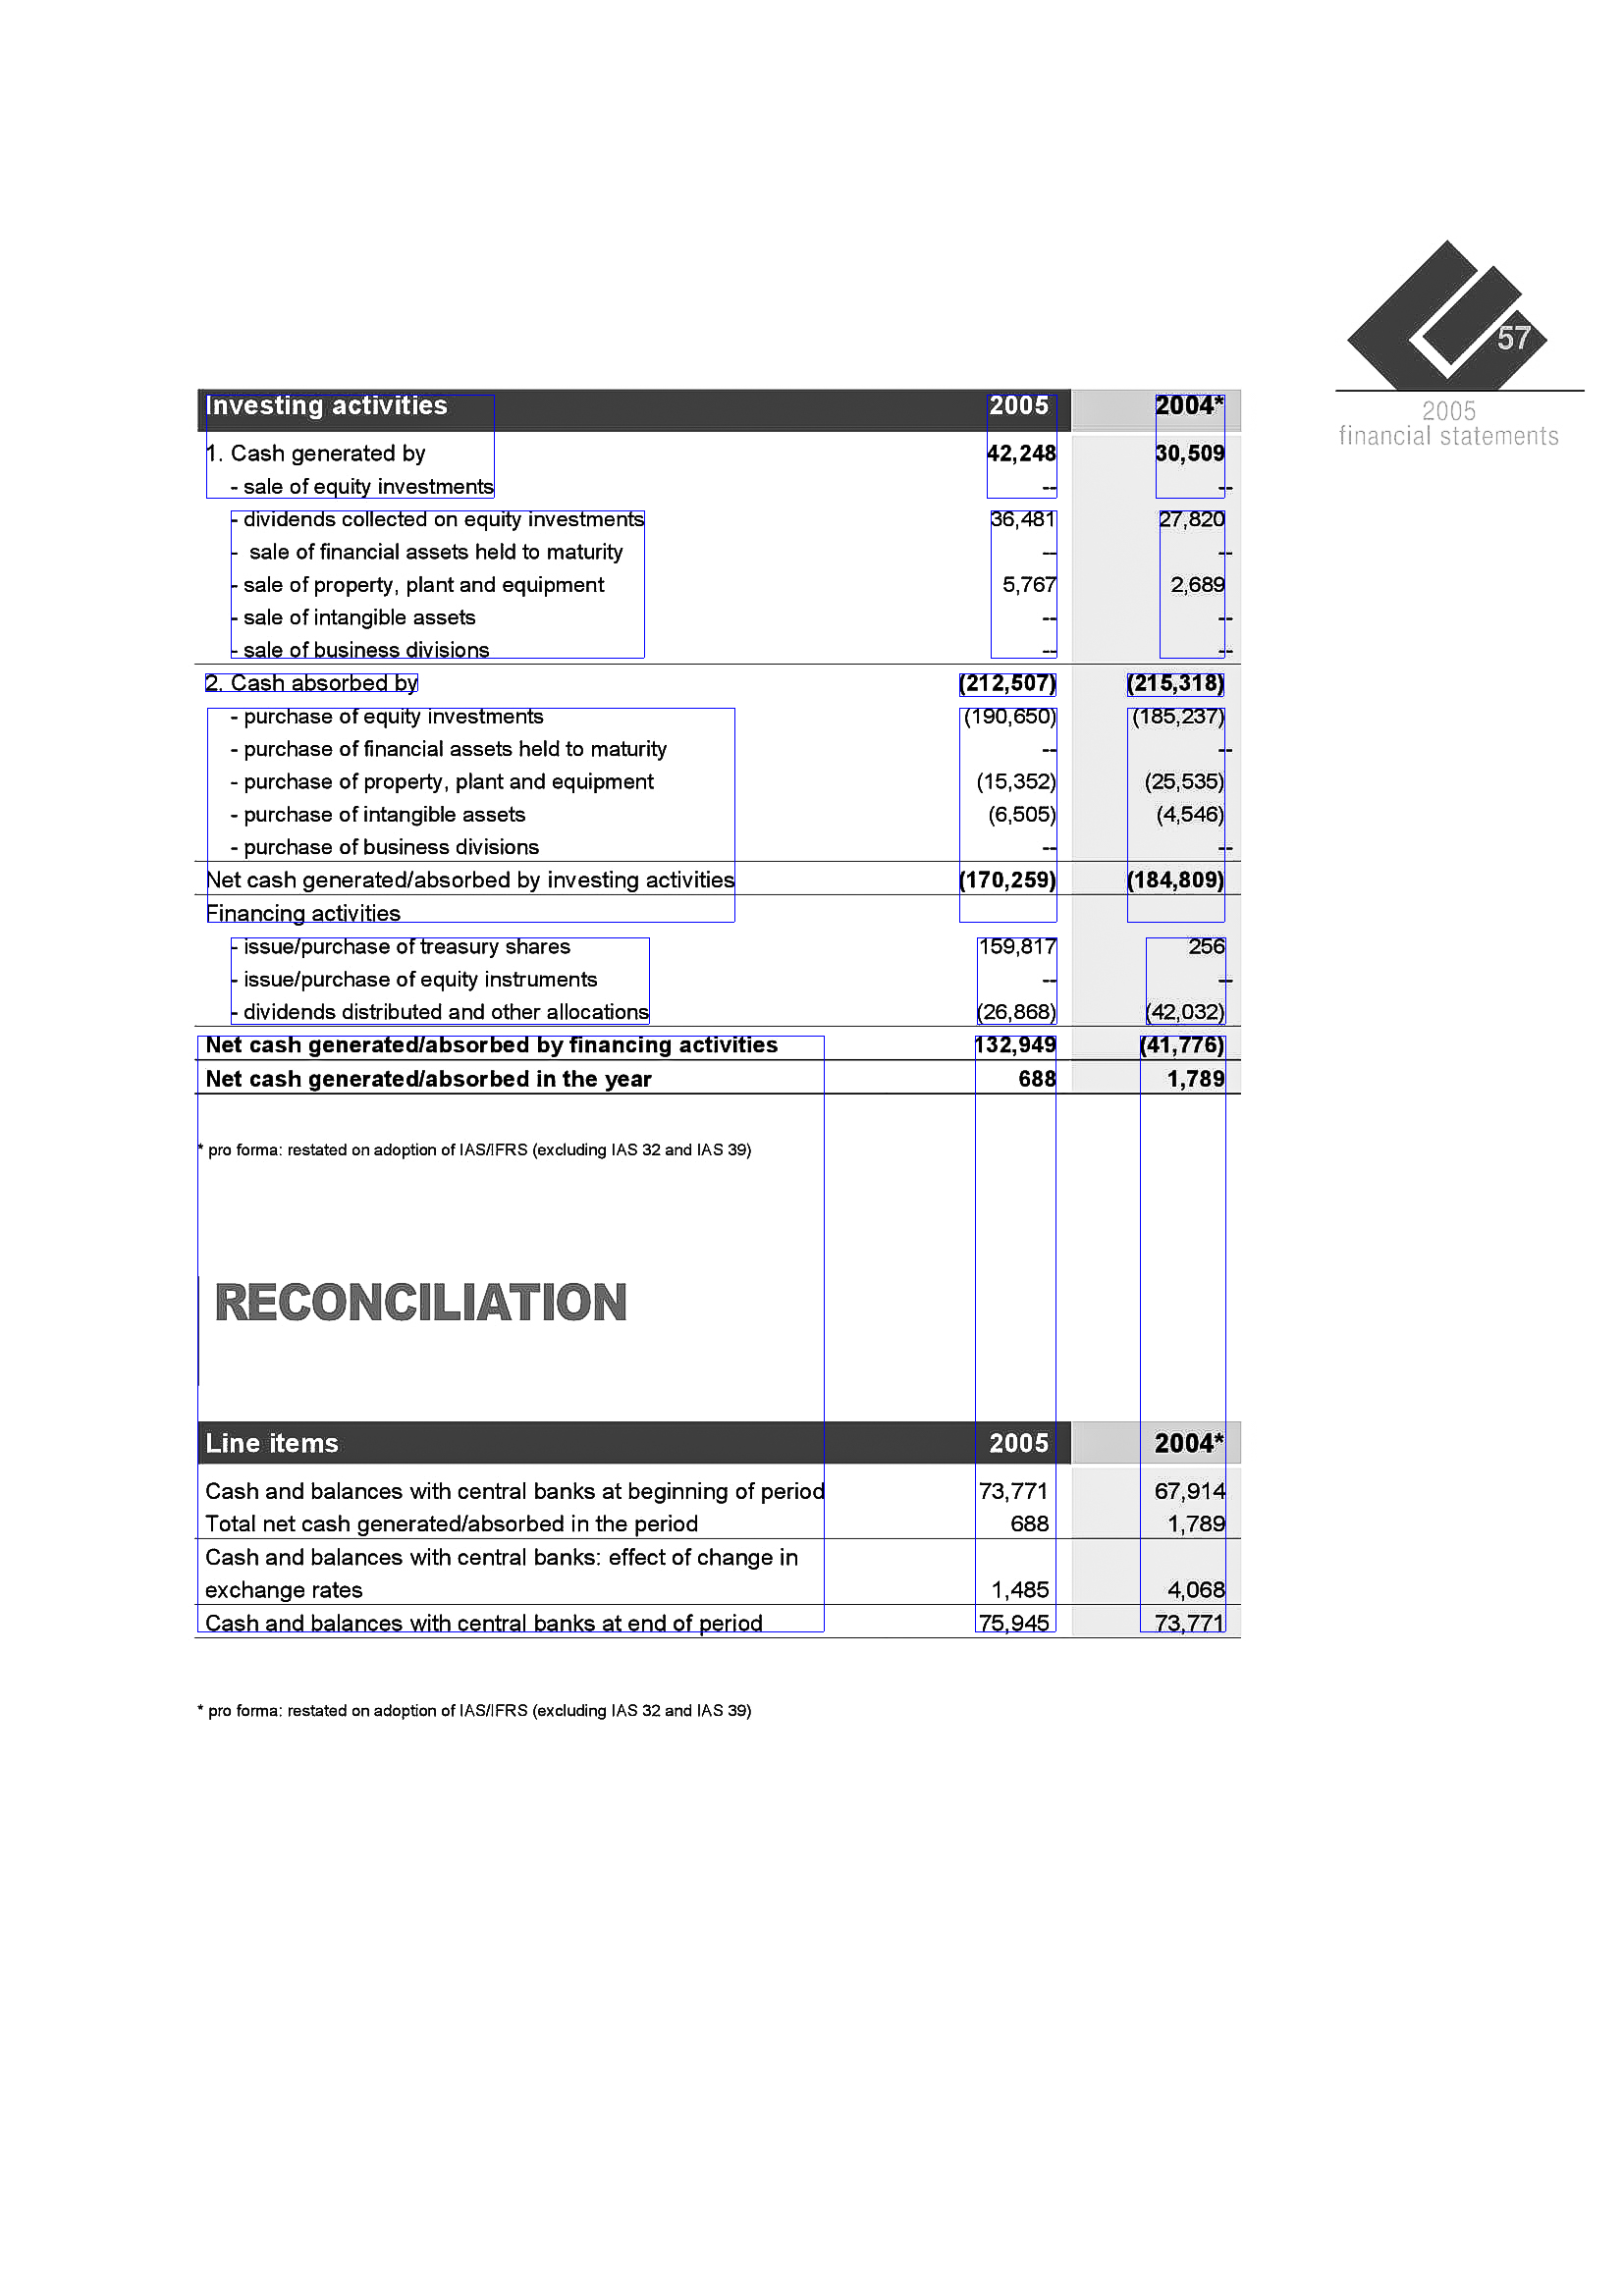 57
2005
financial statements
Investing activities 2005 2004*
1. Cash generated by 42,248 30,509
- sale of equity investments -- --
- dividends collected on equity investments 36,481 27,820
- sale of financial assets held to maturity -- --
- sale of property, plant and equipment 5,767 2,689
- sale of intangible assets -- --
- sale of business divisions -- --
2. Cash absorbed by (212,507) (215,318)
- purchase of equity investments (190,650) (185,237)
- purchase of financial assets held to maturity -- --
- purchase of property, plant and equipment (15,352) (25,535)
- purchase of intangible assets (6,505) (4,546)
- purchase of business divisions -- --
Net cash generated/absorbed by investing activities (170,259) (184,809)
Financing activities
- issue/purchase of treasury shares 159,817 256
- issue/purchase of equity instruments -- --
- dividends distributed and other allocations (26,868) (42,032)
Net cash generated/absorbed by financing activities 132,949 (41,776)
Net cash generated/absorbed in the year 688 1,789
* pro forma: restated on adoption of IAS/IFRS (excluding IAS 32 and IAS 39)
RECONCILIATION
Line items 2005 2004*
Cash and balances with central banks at beginning of period 73,771 67,914
Total net cash generated/absorbed in the period 688 1,789
Cash and balances with central banks: effect of change in
exchange rates 1,485 4,068
Cash and balances with central banks at end of period 75,945 73,771
* pro forma: restated on adoption of IAS/IFRS (excluding IAS 32 and IAS 39)